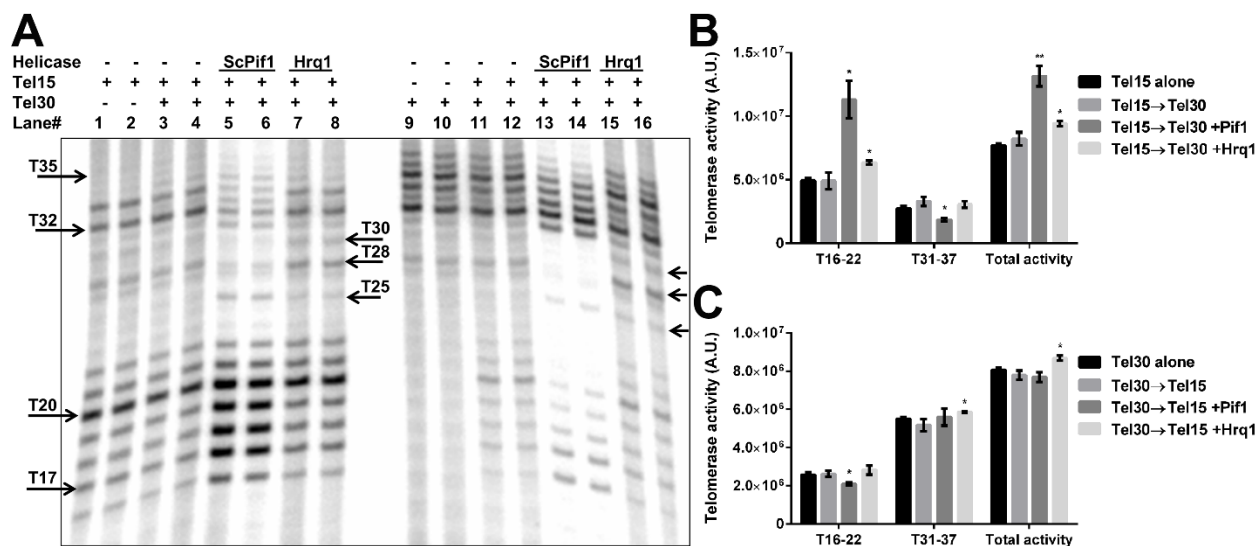 A
Helicase - - - - ScPif1 Hrq1 - - - - ScPif1 Hrq1
Tel15 + + + + + + + + - - + + + + + +
Tel30 - - + + + + + + + + + + + + + +
Lane# 1 2 3 4 5 6 7 8 9 10 11 12 13 14 15 16
T35
T32
T30
T28
T25
T20
T17
B
Telomerase activity (A.U.)
1.5×10⁷
1.0×10⁷
5.0×10⁶
0
* * * ** *
T16-22 T31-37 Total activity
Tel15 alone
Tel15→Tel30
Tel15→Tel30 +Pif1
Tel15→Tel30 +Hrq1
C
Telomerase activity (A.U.)
1.0×10⁷
8.0×10⁶
6.0×10⁶
4.0×10⁶
2.0×10⁶
0
* * *
T16-22 T31-37 Total activity
Tel30 alone
Tel30→Tel15
Tel30→Tel15 +Pif1
Tel30→Tel15 +Hrq1